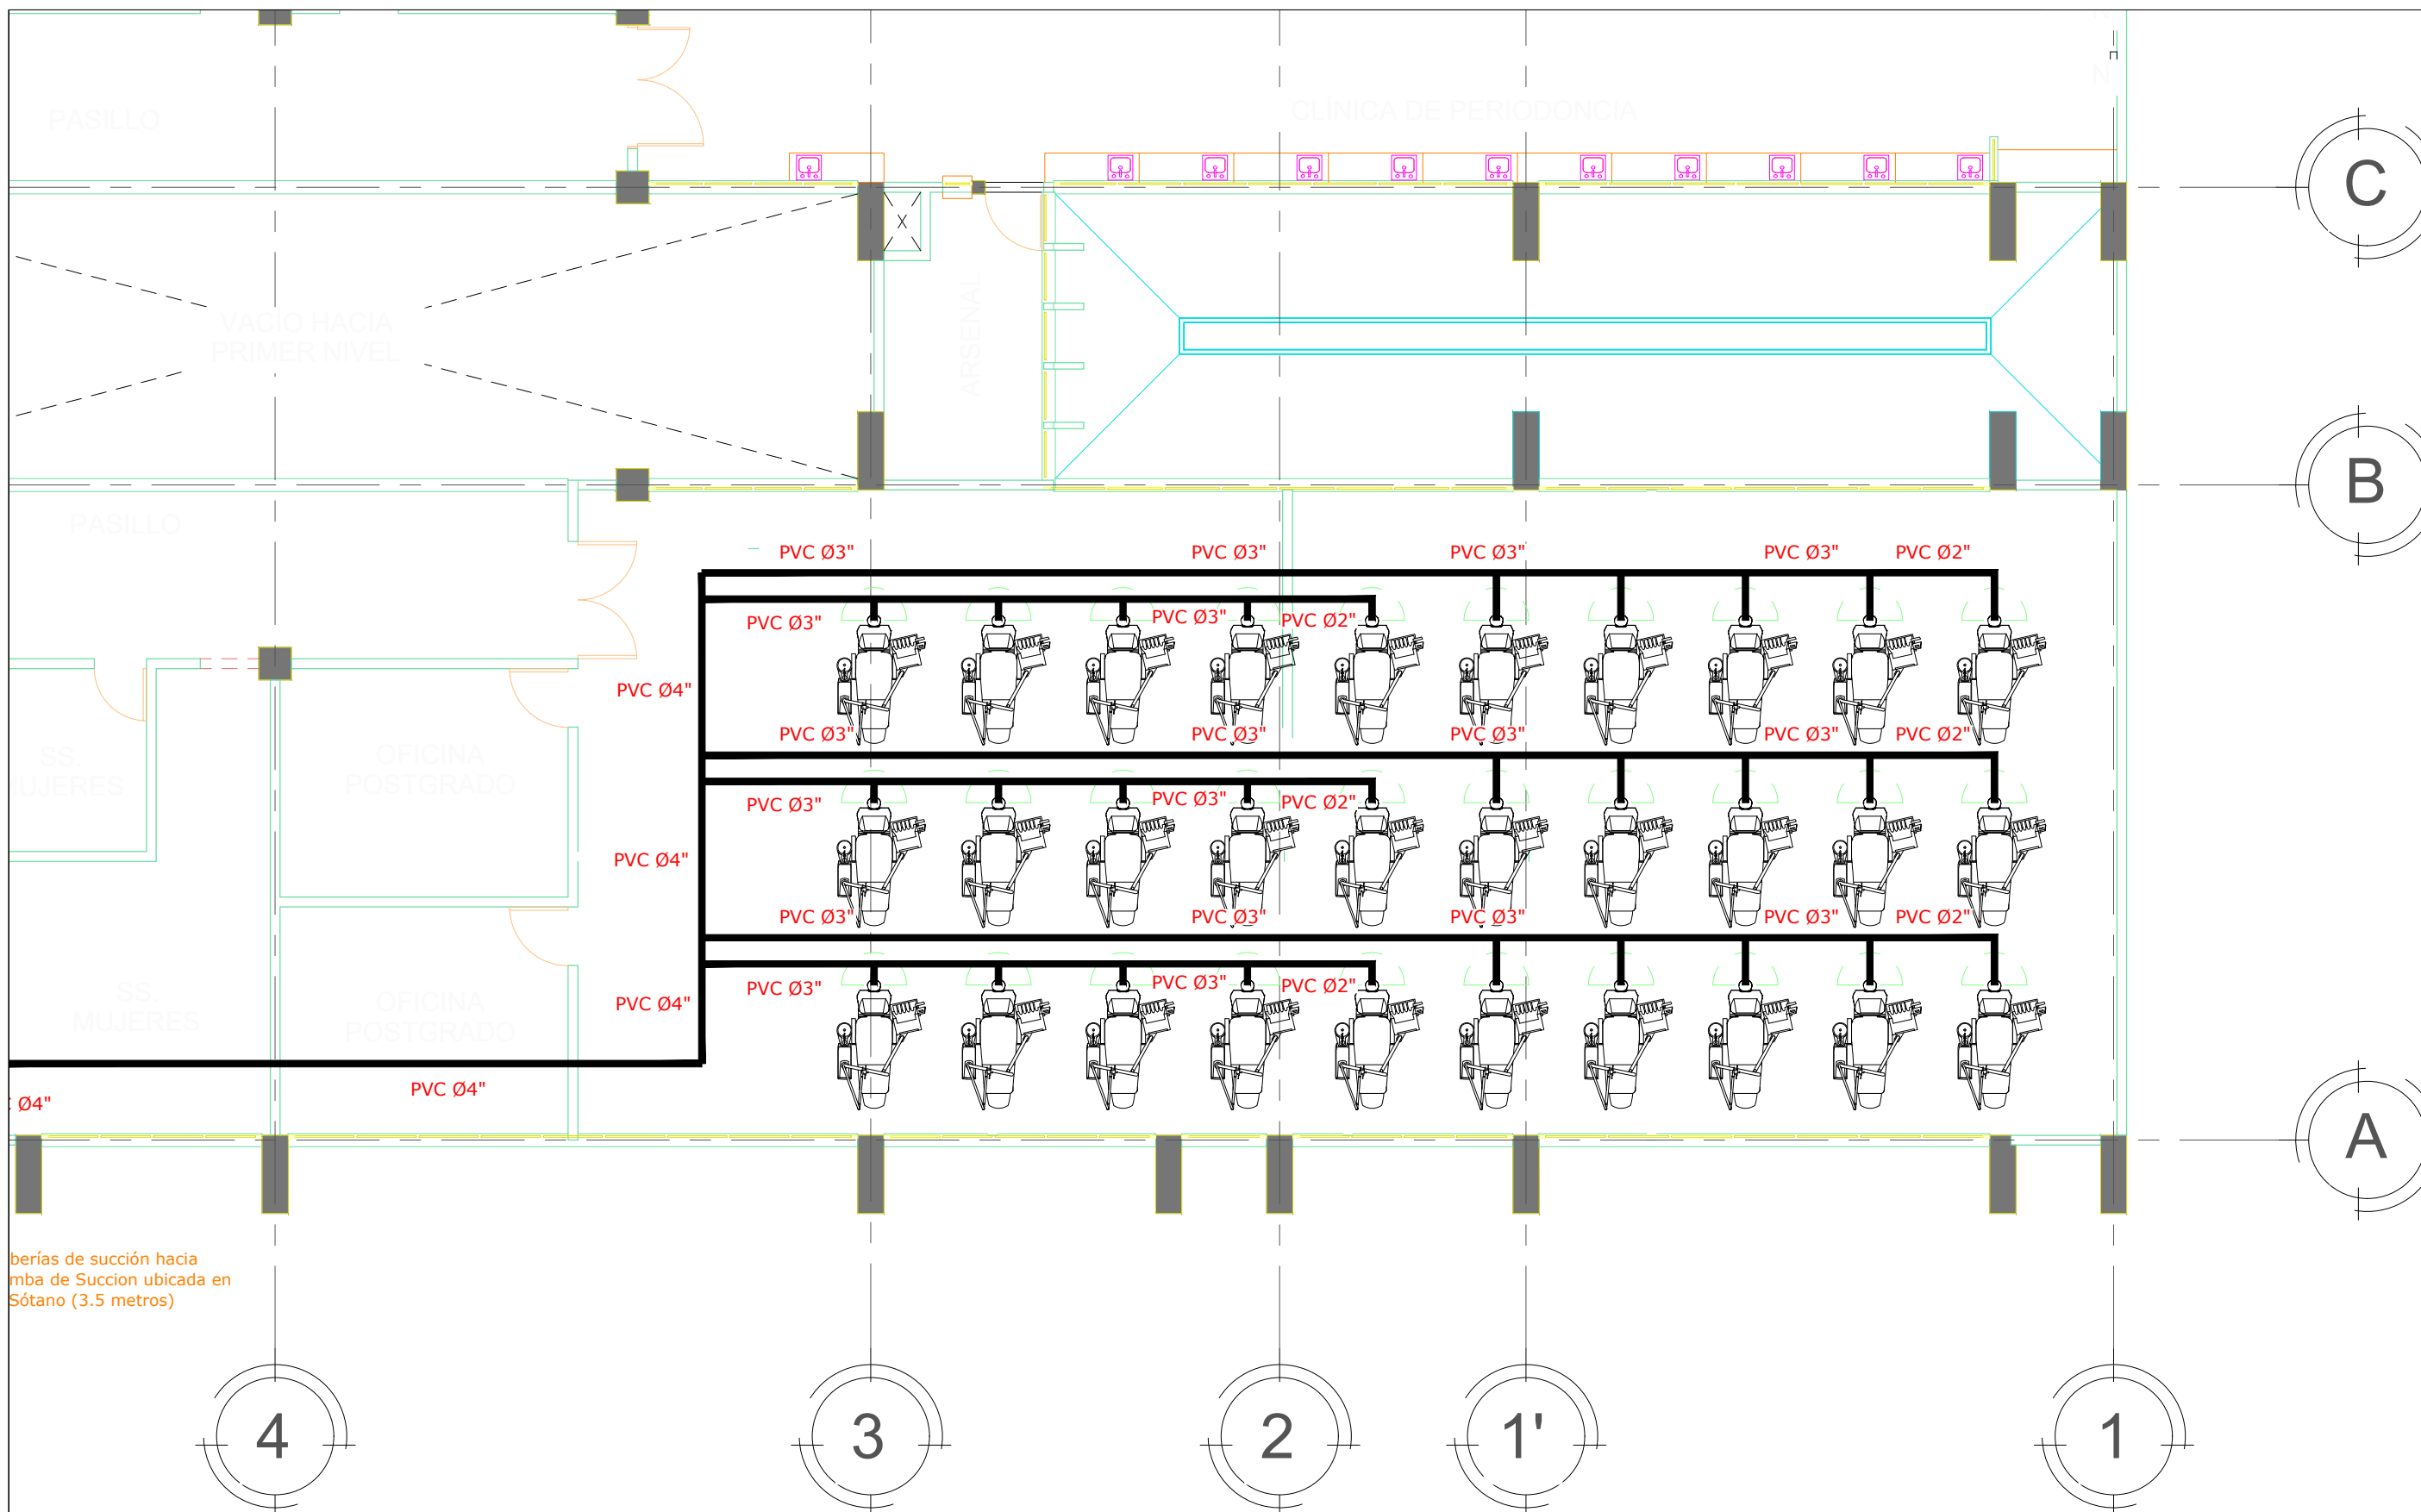 PASILLO
CLÍNICA DE PERIODONCIA
N
C
VACÍO HACIA
PRIMER NIVEL
ARSENAL
B
PASILLO
PVC Ø3" PVC Ø3" PVC Ø3" PVC Ø3" PVC Ø2"
PVC Ø3" PVC Ø3" PVC Ø2"
PVC Ø4"
PVC Ø3" PVC Ø3" PVC Ø3" PVC Ø3" PVC Ø2"
SS.
MUJERES
OFICINA
POSTGRADO
PVC Ø3" PVC Ø3" PVC Ø2"
PVC Ø4"
PVC Ø3" PVC Ø3" PVC Ø3" PVC Ø3" PVC Ø2"
PVC Ø3" PVC Ø3" PVC Ø2"
SS
MUJERES
OFICINA
POSTGRADO
PVC Ø4"
PVC Ø4"
Ø4"
A
berías de succión hacia
mba de Succion ubicada en
Sótano (3.5 metros)
4 3 2 1' 1